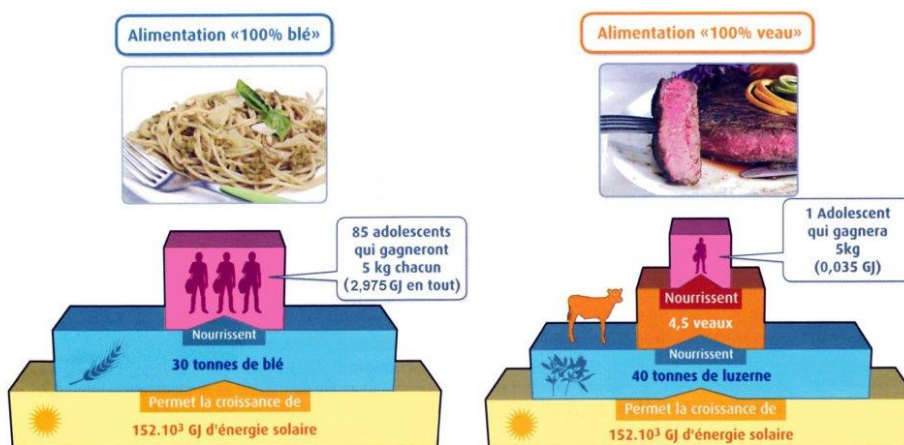 Alimentation «100% blé»
85 adolescents
qui gagneront
5 kg chacun
(2,975 GJ en tout)
Nourrissent
30 tonnes de blé
Permet la croissance de
152.10³ GJ d'énergie solaire
Alimentation «100% veau»
1 Adolescent
qui gagnera
5kg
(0,035 GJ)
Nourrissent
4,5 veaux
Nourrissent
40 tonnes de luzerne
Permet la croissance de
152.10³ GJ d'énergie solaire